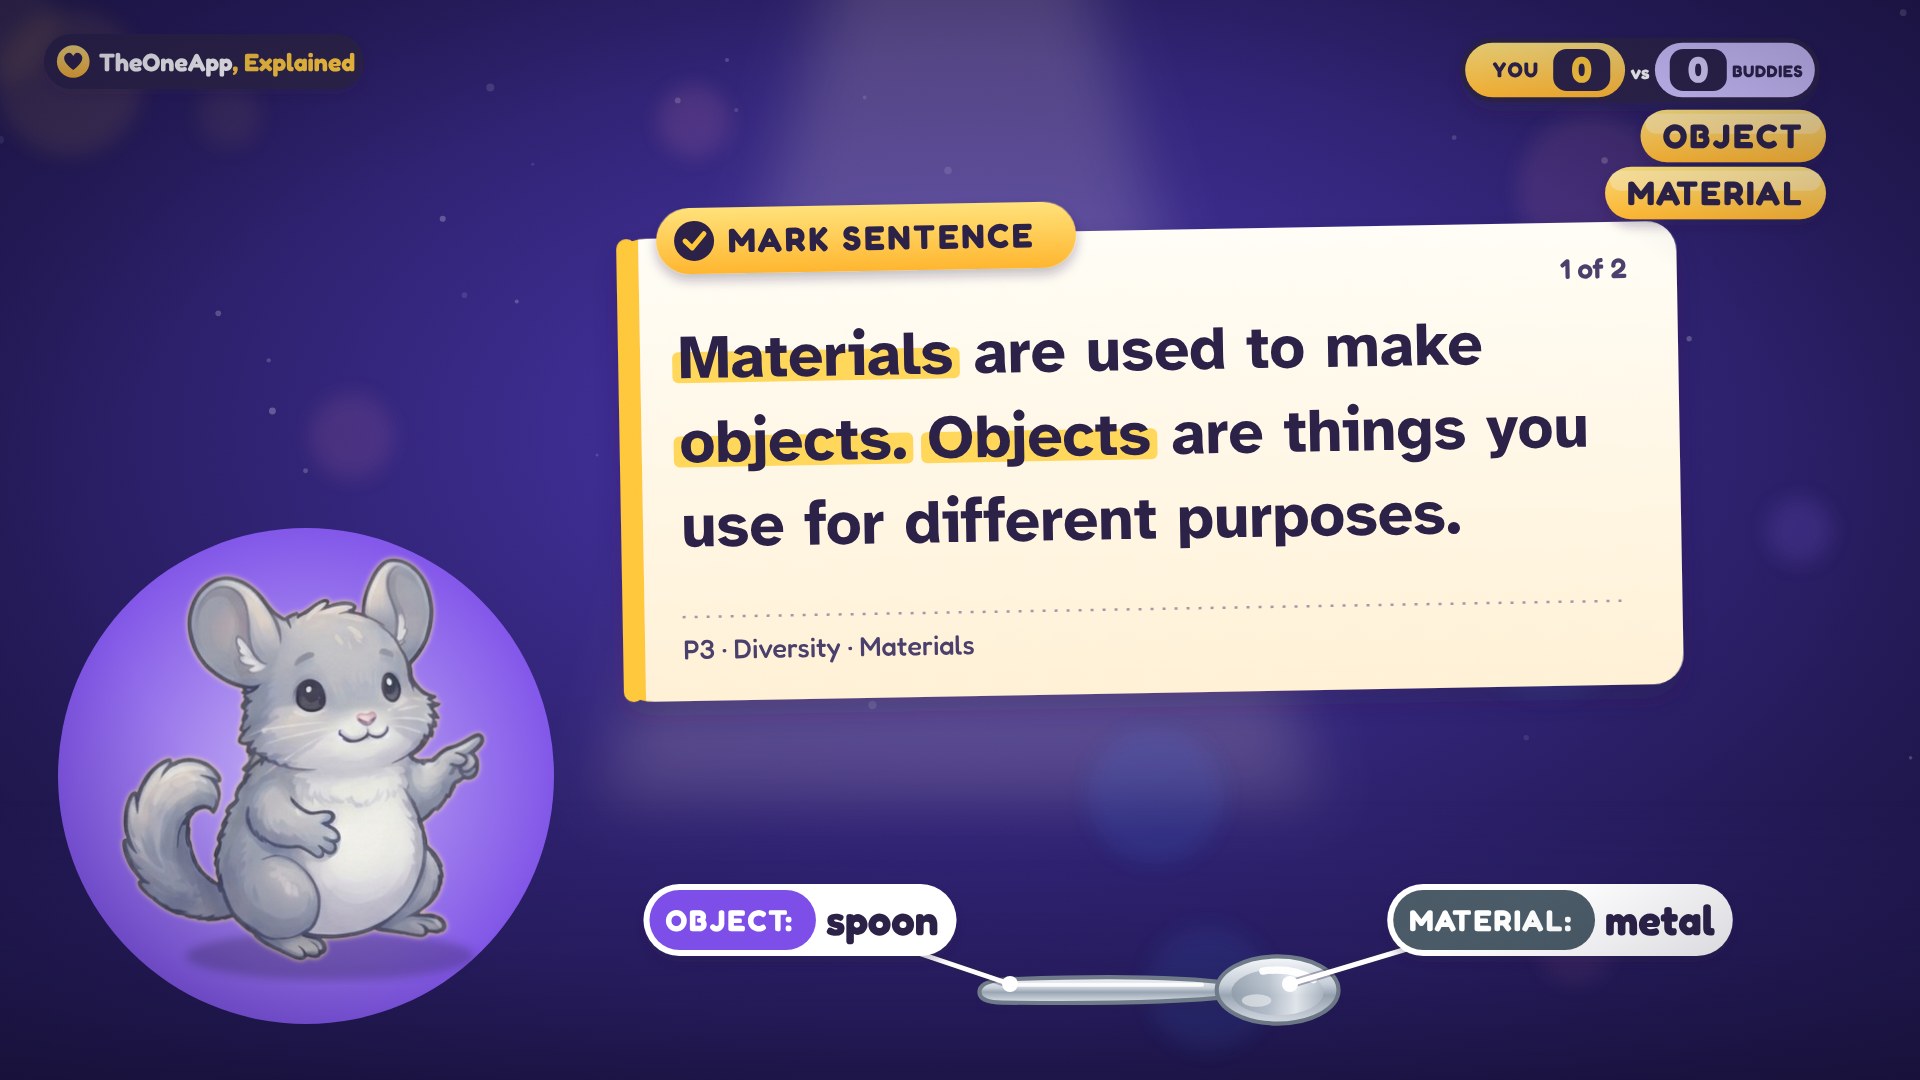 TheOneApp, Explained
YOU 0 vs 0 BUDDIES
OBJECT
MATERIAL
MARK SENTENCE
1 of 2
Materials are used to make
objects. Objects are things you
use for different purposes.
P3 · Diversity · Materials
OBJECT: spoon
MATERIAL: metal